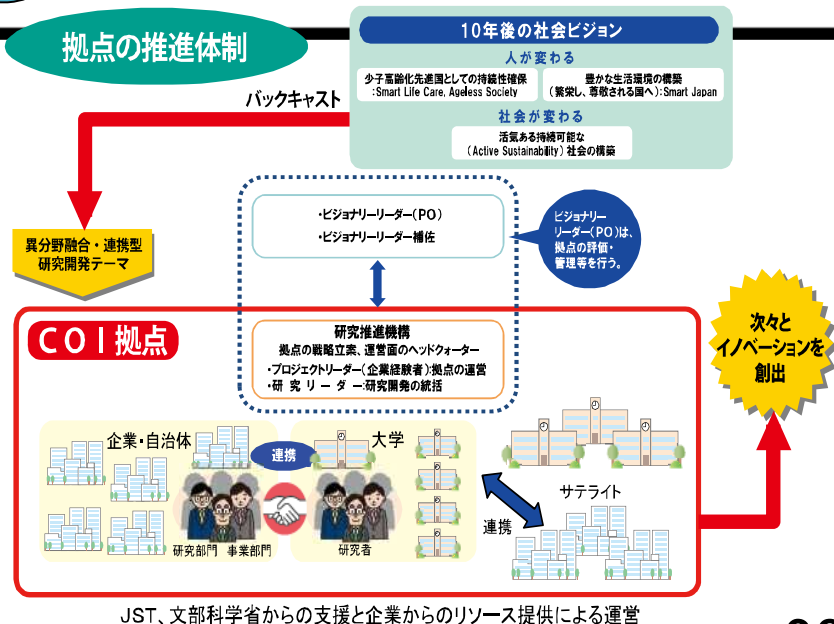 拠点の推進体制
10年後の社会ビジョン
人が変わる
少子高齢化先進国としての持続性確保
:Smart Life Care, Ageless Society
豊かな生活環境の構築
(繁栄し、尊敬される国へ):Smart Japan
社会が変わる
活気ある持続可能な
(Active Sustainability) 社会の構築
バックキャスト
異分野融合・連携型
研究開発テーマ
・ビジョナリーリーダー(PO)
・ビジョナリーリーダー補佐
ビジョナリー
リーダー(PO)は、
拠点の評価・
管理等を行う。
COI拠点
研究推進機構
拠点の戦略立案、運営面のヘッドクォーター
・プロジェクトリーダー(企業経験者):拠点の運営
・研究リーダー:研究開発の統括
次々と
イノベーションを
創出
企業・自治体
連携
大学
研究部門 事業部門
研究者
連携
サテライト
JST、文部科学省からの支援と企業からのリソース提供による運営